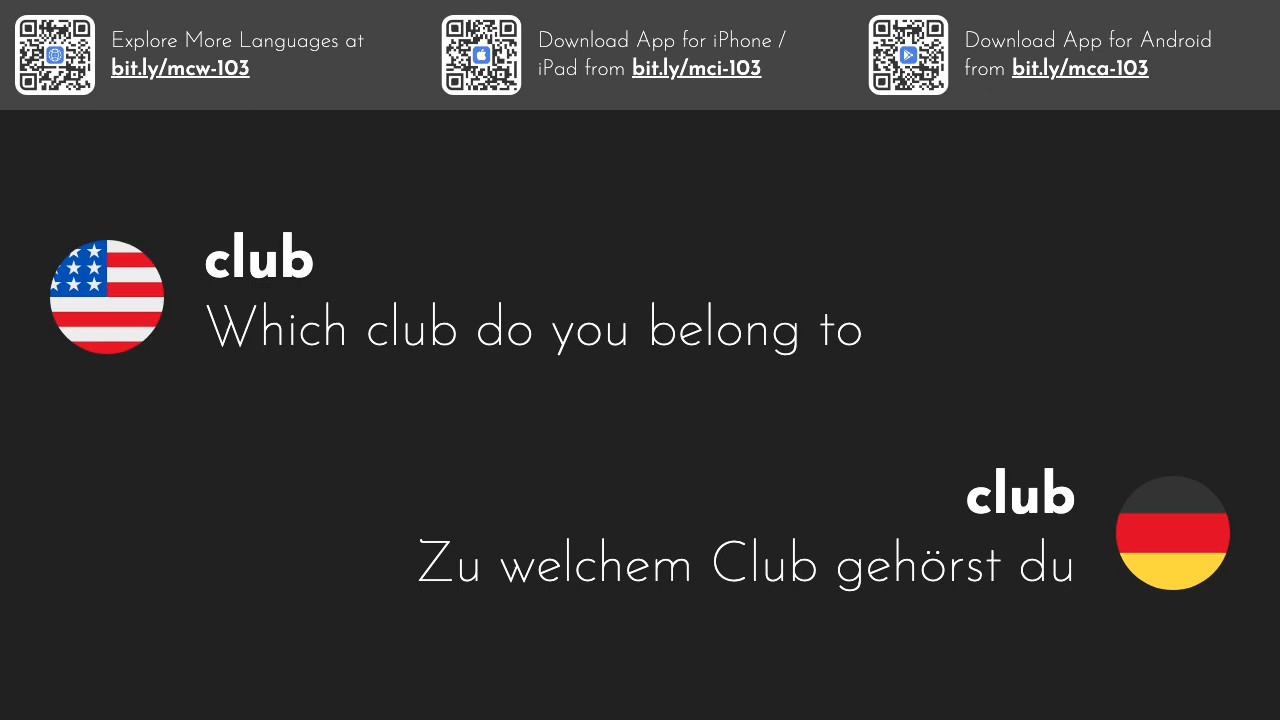 Explore More Languages at
bit.ly/mcw-103
Download App for iPhone /
iPad from bit.ly/mci-103
Download App for Android
from bit.ly/mca-103
club
Which club do you belong to
club
Zu welchem Club gehörst du